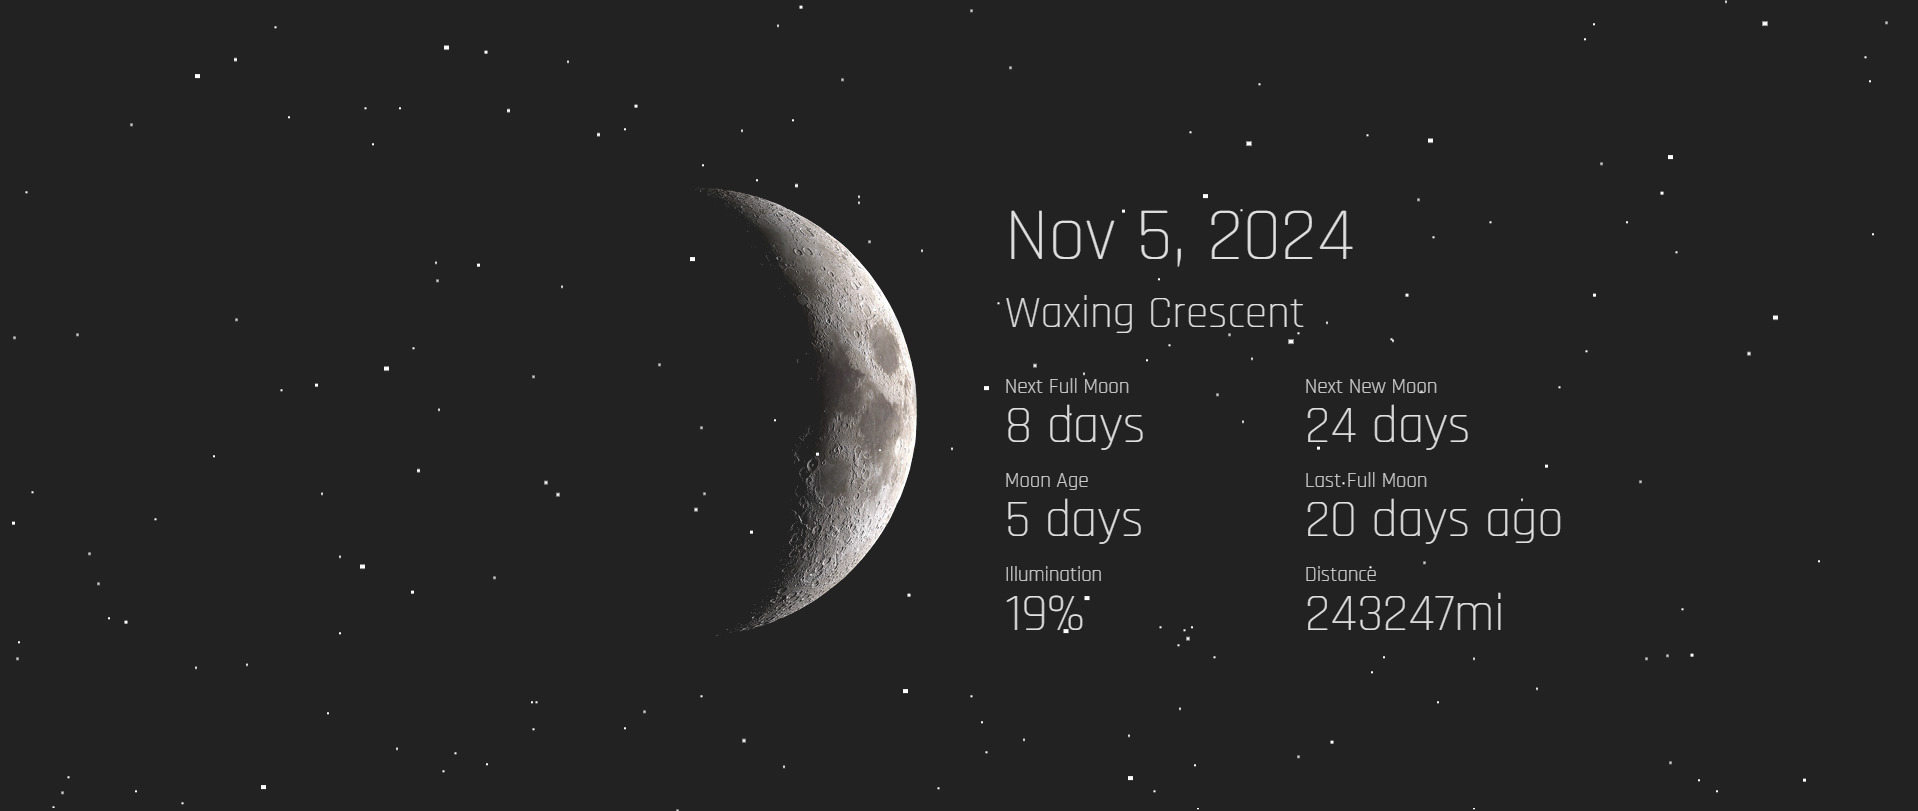 Nov 5, 2024
Waxing Crescent
Next Full Moon
8 days
Next New Moon
24 days
Moon Age
5 days
Last Full Moon
20 days ago
Illumination
19%
Distance
243247mi